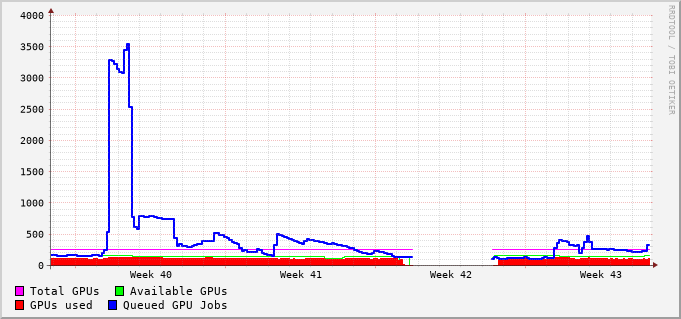 4000
3500
3000
2500
2000
1500
1000
500
0
Week 40 Week 41 Week 42 Week 43
Total GPUs Available GPUs
GPUs used Queued GPU Jobs
RRDTOOL / TOBI OETIKER